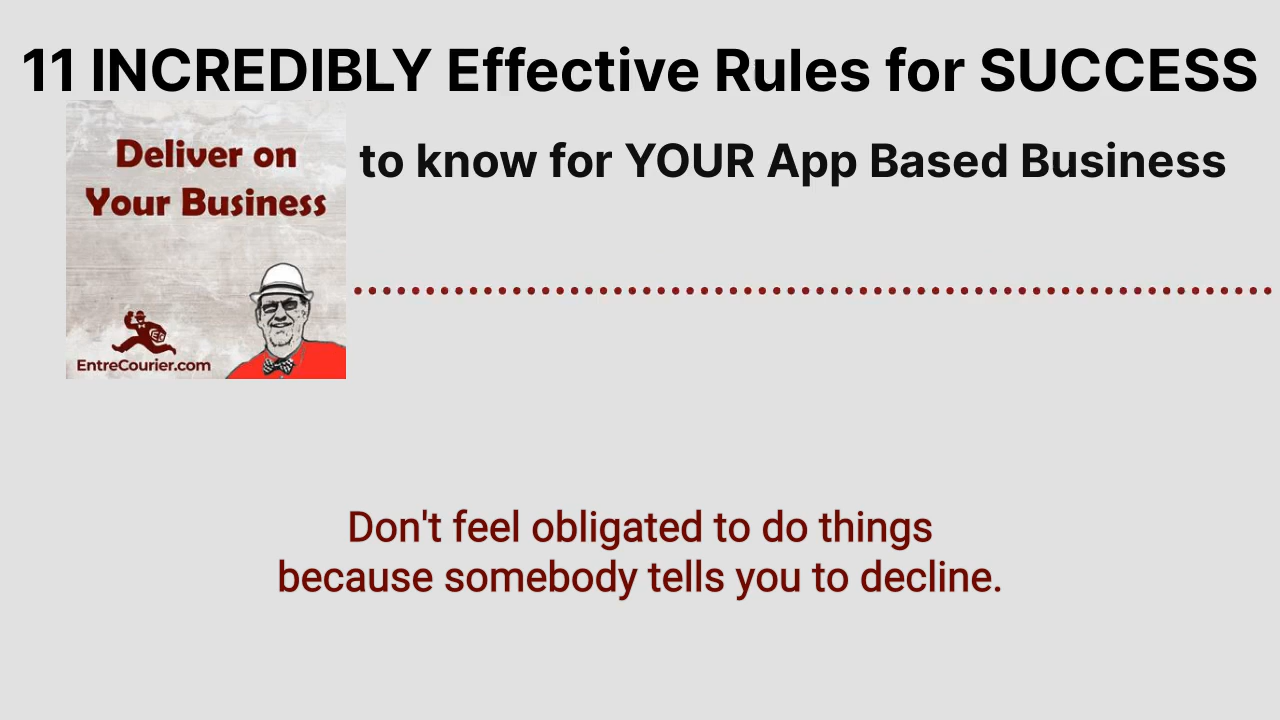 11 INCREDIBLY Effective Rules for SUCCESS
to know for YOUR App Based Business
Deliver on
Your Business
EntreCourier.com
Don't feel obligated to do things
because somebody tells you to decline.